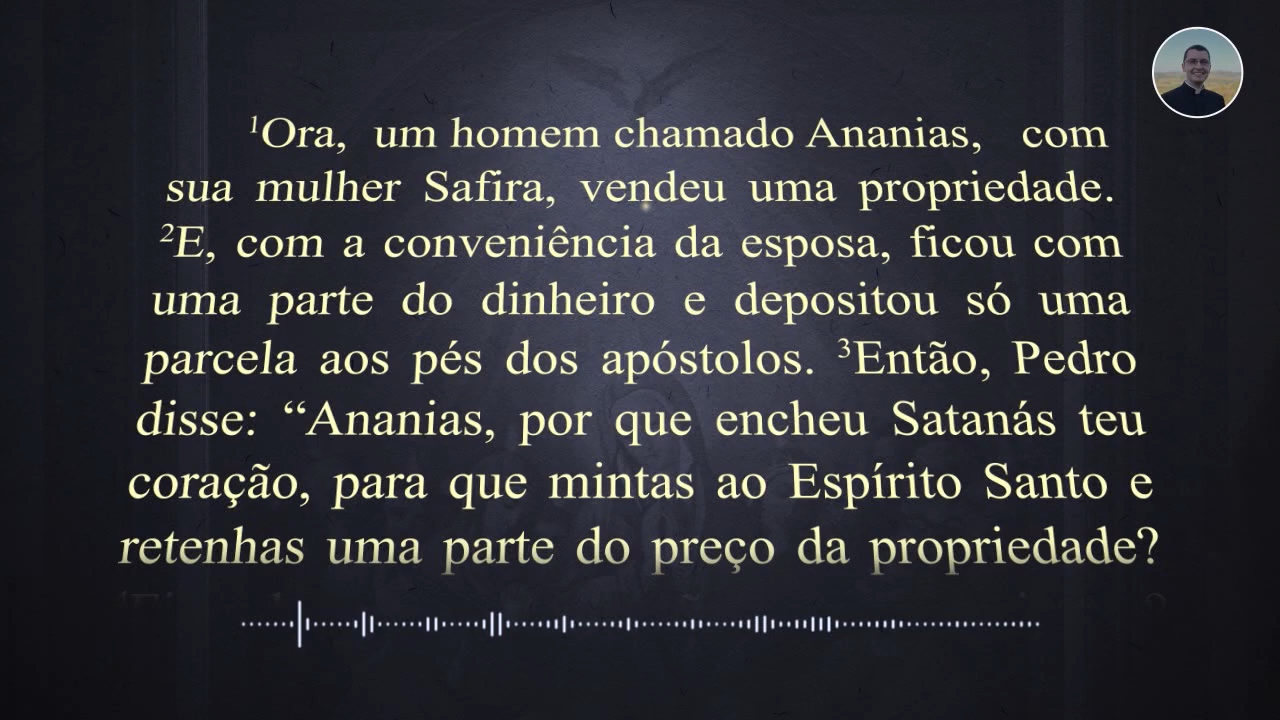 ¹Ora, um homem chamado Ananias, com
sua mulher Safira, vendeu uma propriedade.
²E, com a conveniência da esposa, ficou com
uma parte do dinheiro e depositou só uma
parcela aos pés dos apóstolos. ³Então, Pedro
disse: “Ananias, por que encheu Satanás teu
coração, para que mintas ao Espírito Santo e
retenhas uma parte do preço da propriedade?